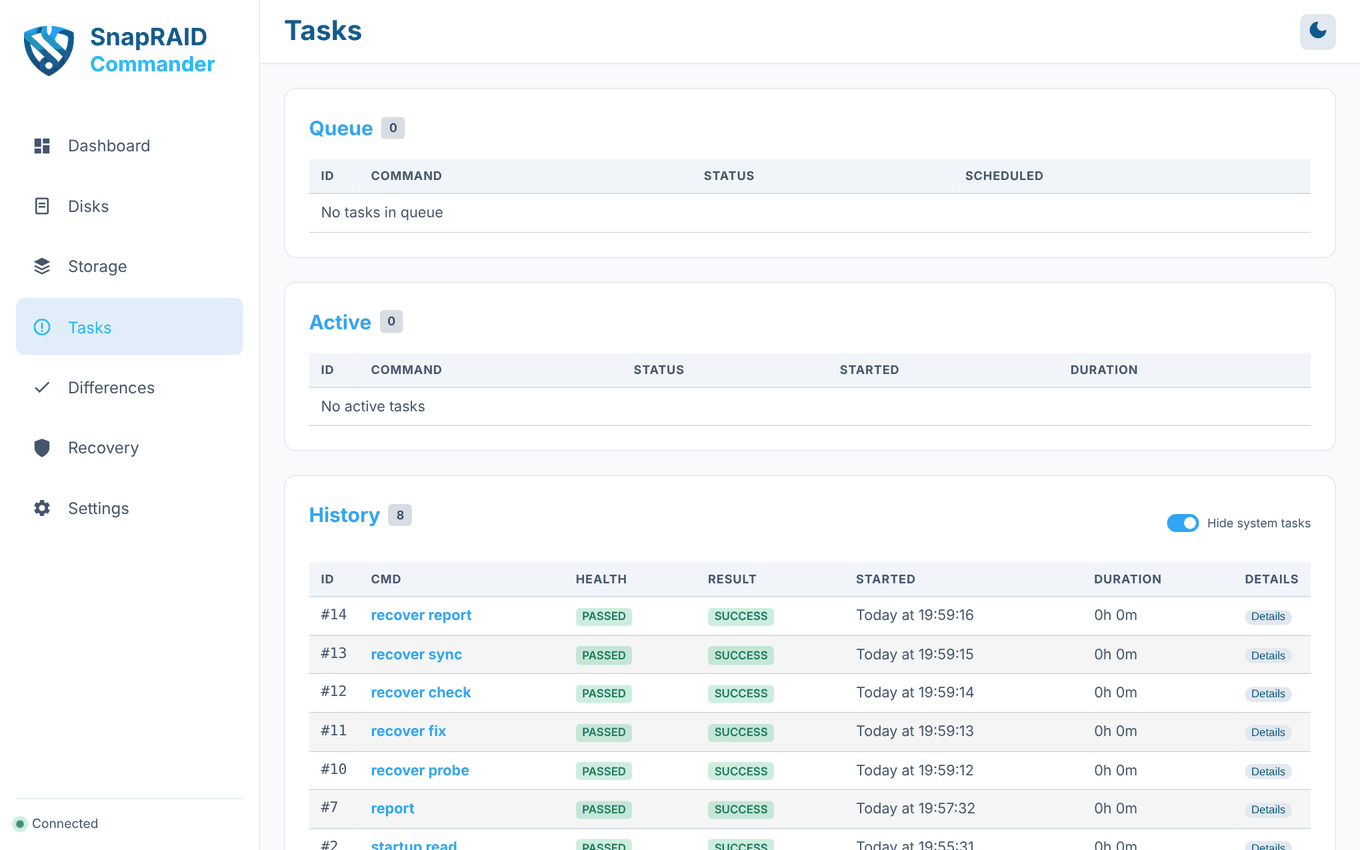 SnapRAID
Commander
Dashboard
Disks
Storage
Tasks
Differences
Recovery
Settings
Connected
Tasks
Queue 0
ID COMMAND STATUS SCHEDULED
No tasks in queue
Active 0
ID COMMAND STATUS STARTED DURATION
No active tasks
History 8
Hide system tasks
ID CMD HEALTH RESULT STARTED DURATION DETAILS
#14 recover report PASSED SUCCESS Today at 19:59:16 0h 0m Details
#13 recover sync PASSED SUCCESS Today at 19:59:15 0h 0m Details
#12 recover check PASSED SUCCESS Today at 19:59:14 0h 0m Details
#11 recover fix PASSED SUCCESS Today at 19:59:13 0h 0m Details
#10 recover probe PASSED SUCCESS Today at 19:59:12 0h 0m Details
#7 report PASSED SUCCESS Today at 19:57:32 0h 0m Details
#2 startup read PASSED SUCCESS Today at 19:55:31 0h 0m Details